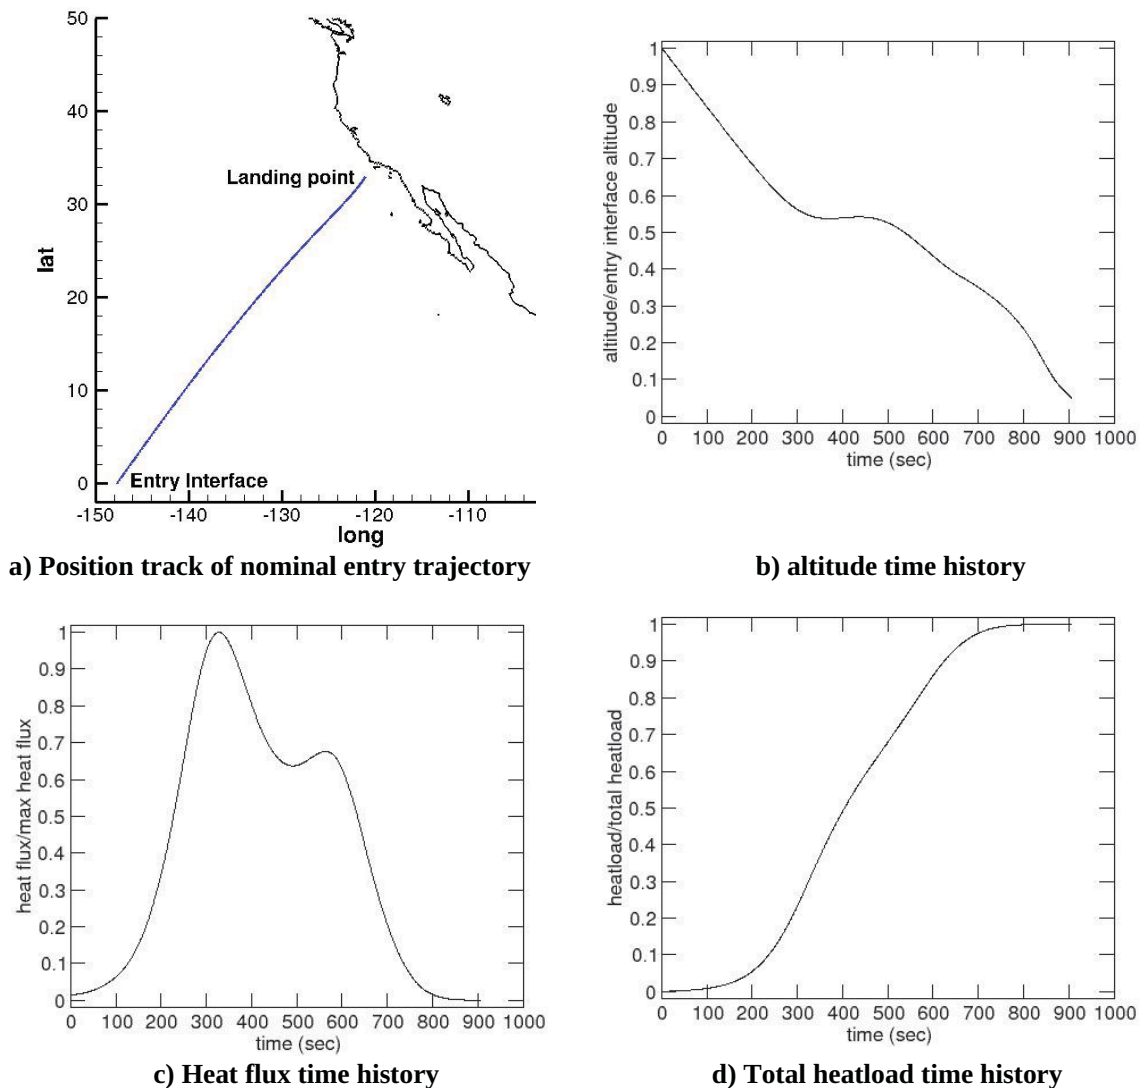 50
40
30
20
10
0
lat
Landing point
Entry Interface
-150 -140 -130 -120 -110
long
a) Position track of nominal entry trajectory
1
0.9
0.8
0.7
0.6
0.5
0.4
0.3
0.2
0.1
0
altitude/entry interface altitude
0 100 200 300 400 500 600 700 800 900 1000
time (sec)
b) altitude time history
1
0.9
0.8
0.7
0.6
0.5
0.4
0.3
0.2
0.1
0
heat flux/max heat flux
0 100 200 300 400 500 600 700 800 900 1000
time (sec)
c) Heat flux time history
1
0.9
0.8
0.7
0.6
0.5
0.4
0.3
0.2
0.1
0
heatload/total heatload
0 100 200 300 400 500 600 700 800 900 1000
time (sec)
d) Total heatload time history